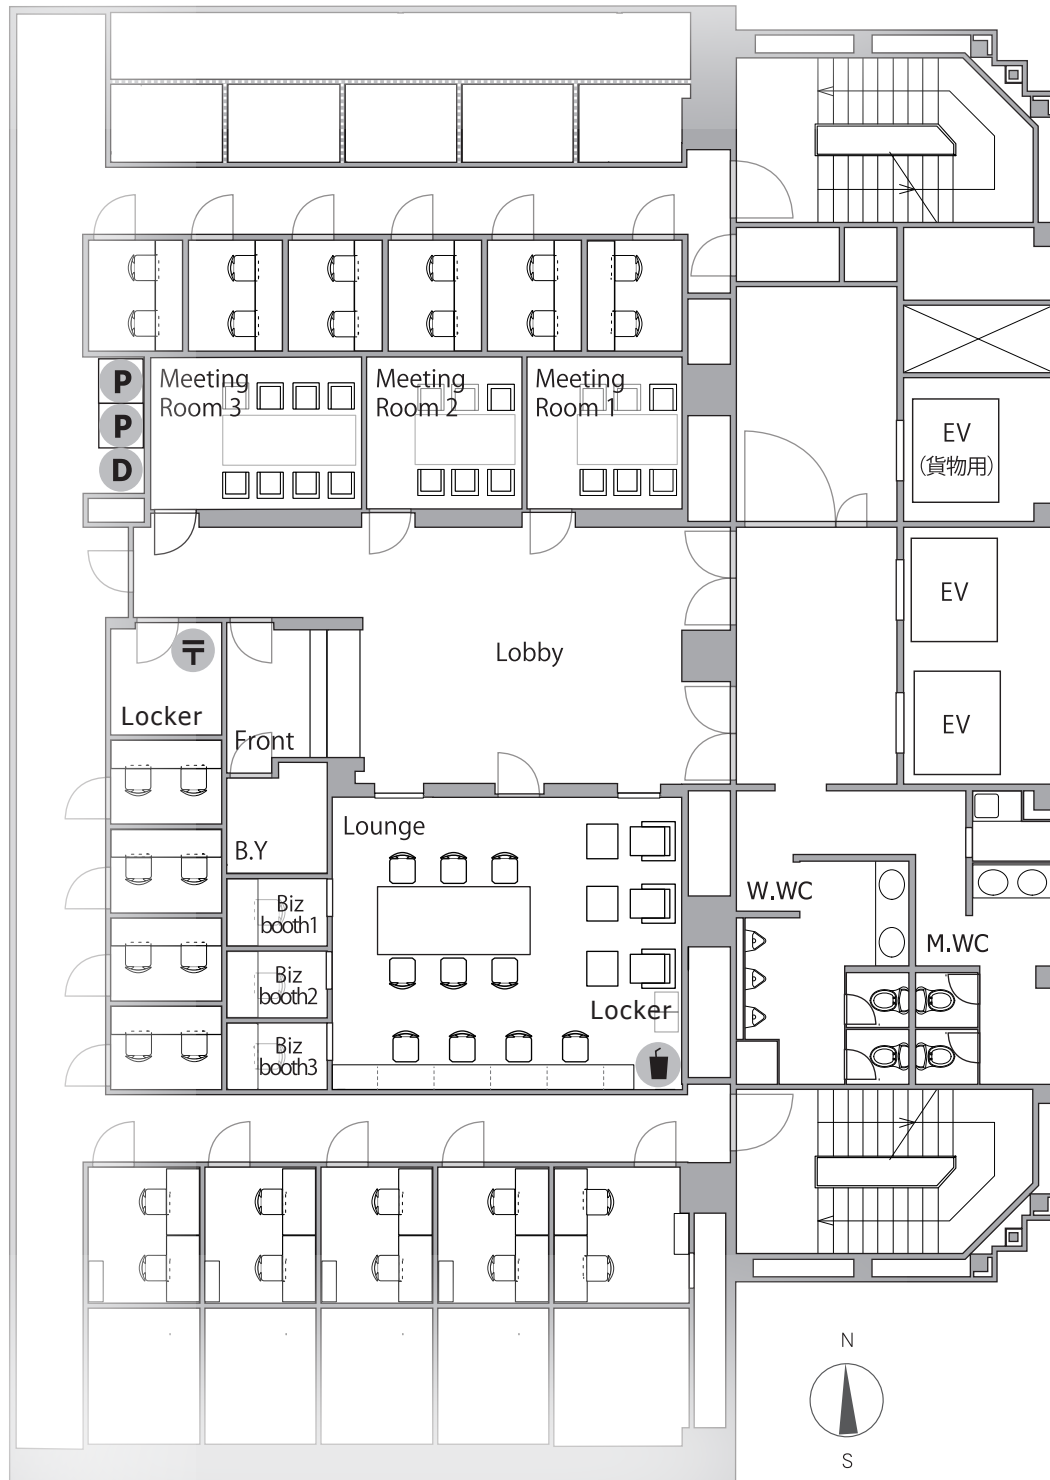 Meeting
Room 3
Meeting
Room 2
Meeting
Room 1
P
P
D
EV
(貨物用)
EV
EV
〒
Locker
Front
Lobby
B.Y
Lounge
Biz
booth1
Biz
booth2
Biz
booth3
Locker
W.WC
M.WC
N
S